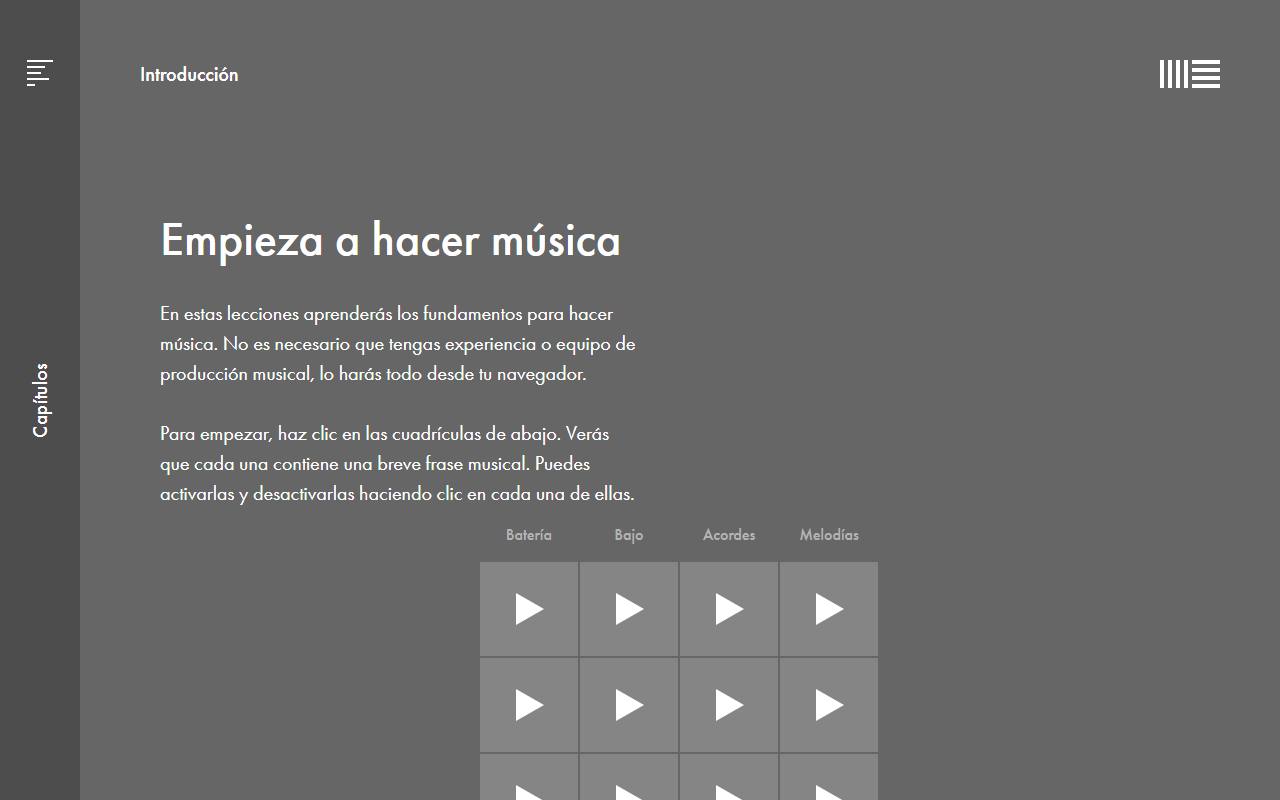 Introducción
Empieza a hacer música
En estas lecciones aprenderás los fundamentos para hacer
música. No es necesario que tengas experiencia o equipo de
producción musical, lo harás todo desde tu navegador.
Para empezar, haz clic en las cuadrículas de abajo. Verás
que cada una contiene una breve frase musical. Puedes
activarlas y desactivarlas haciendo clic en cada una de ellas.
Capítulos
Batería Bajo Acordes Melodías